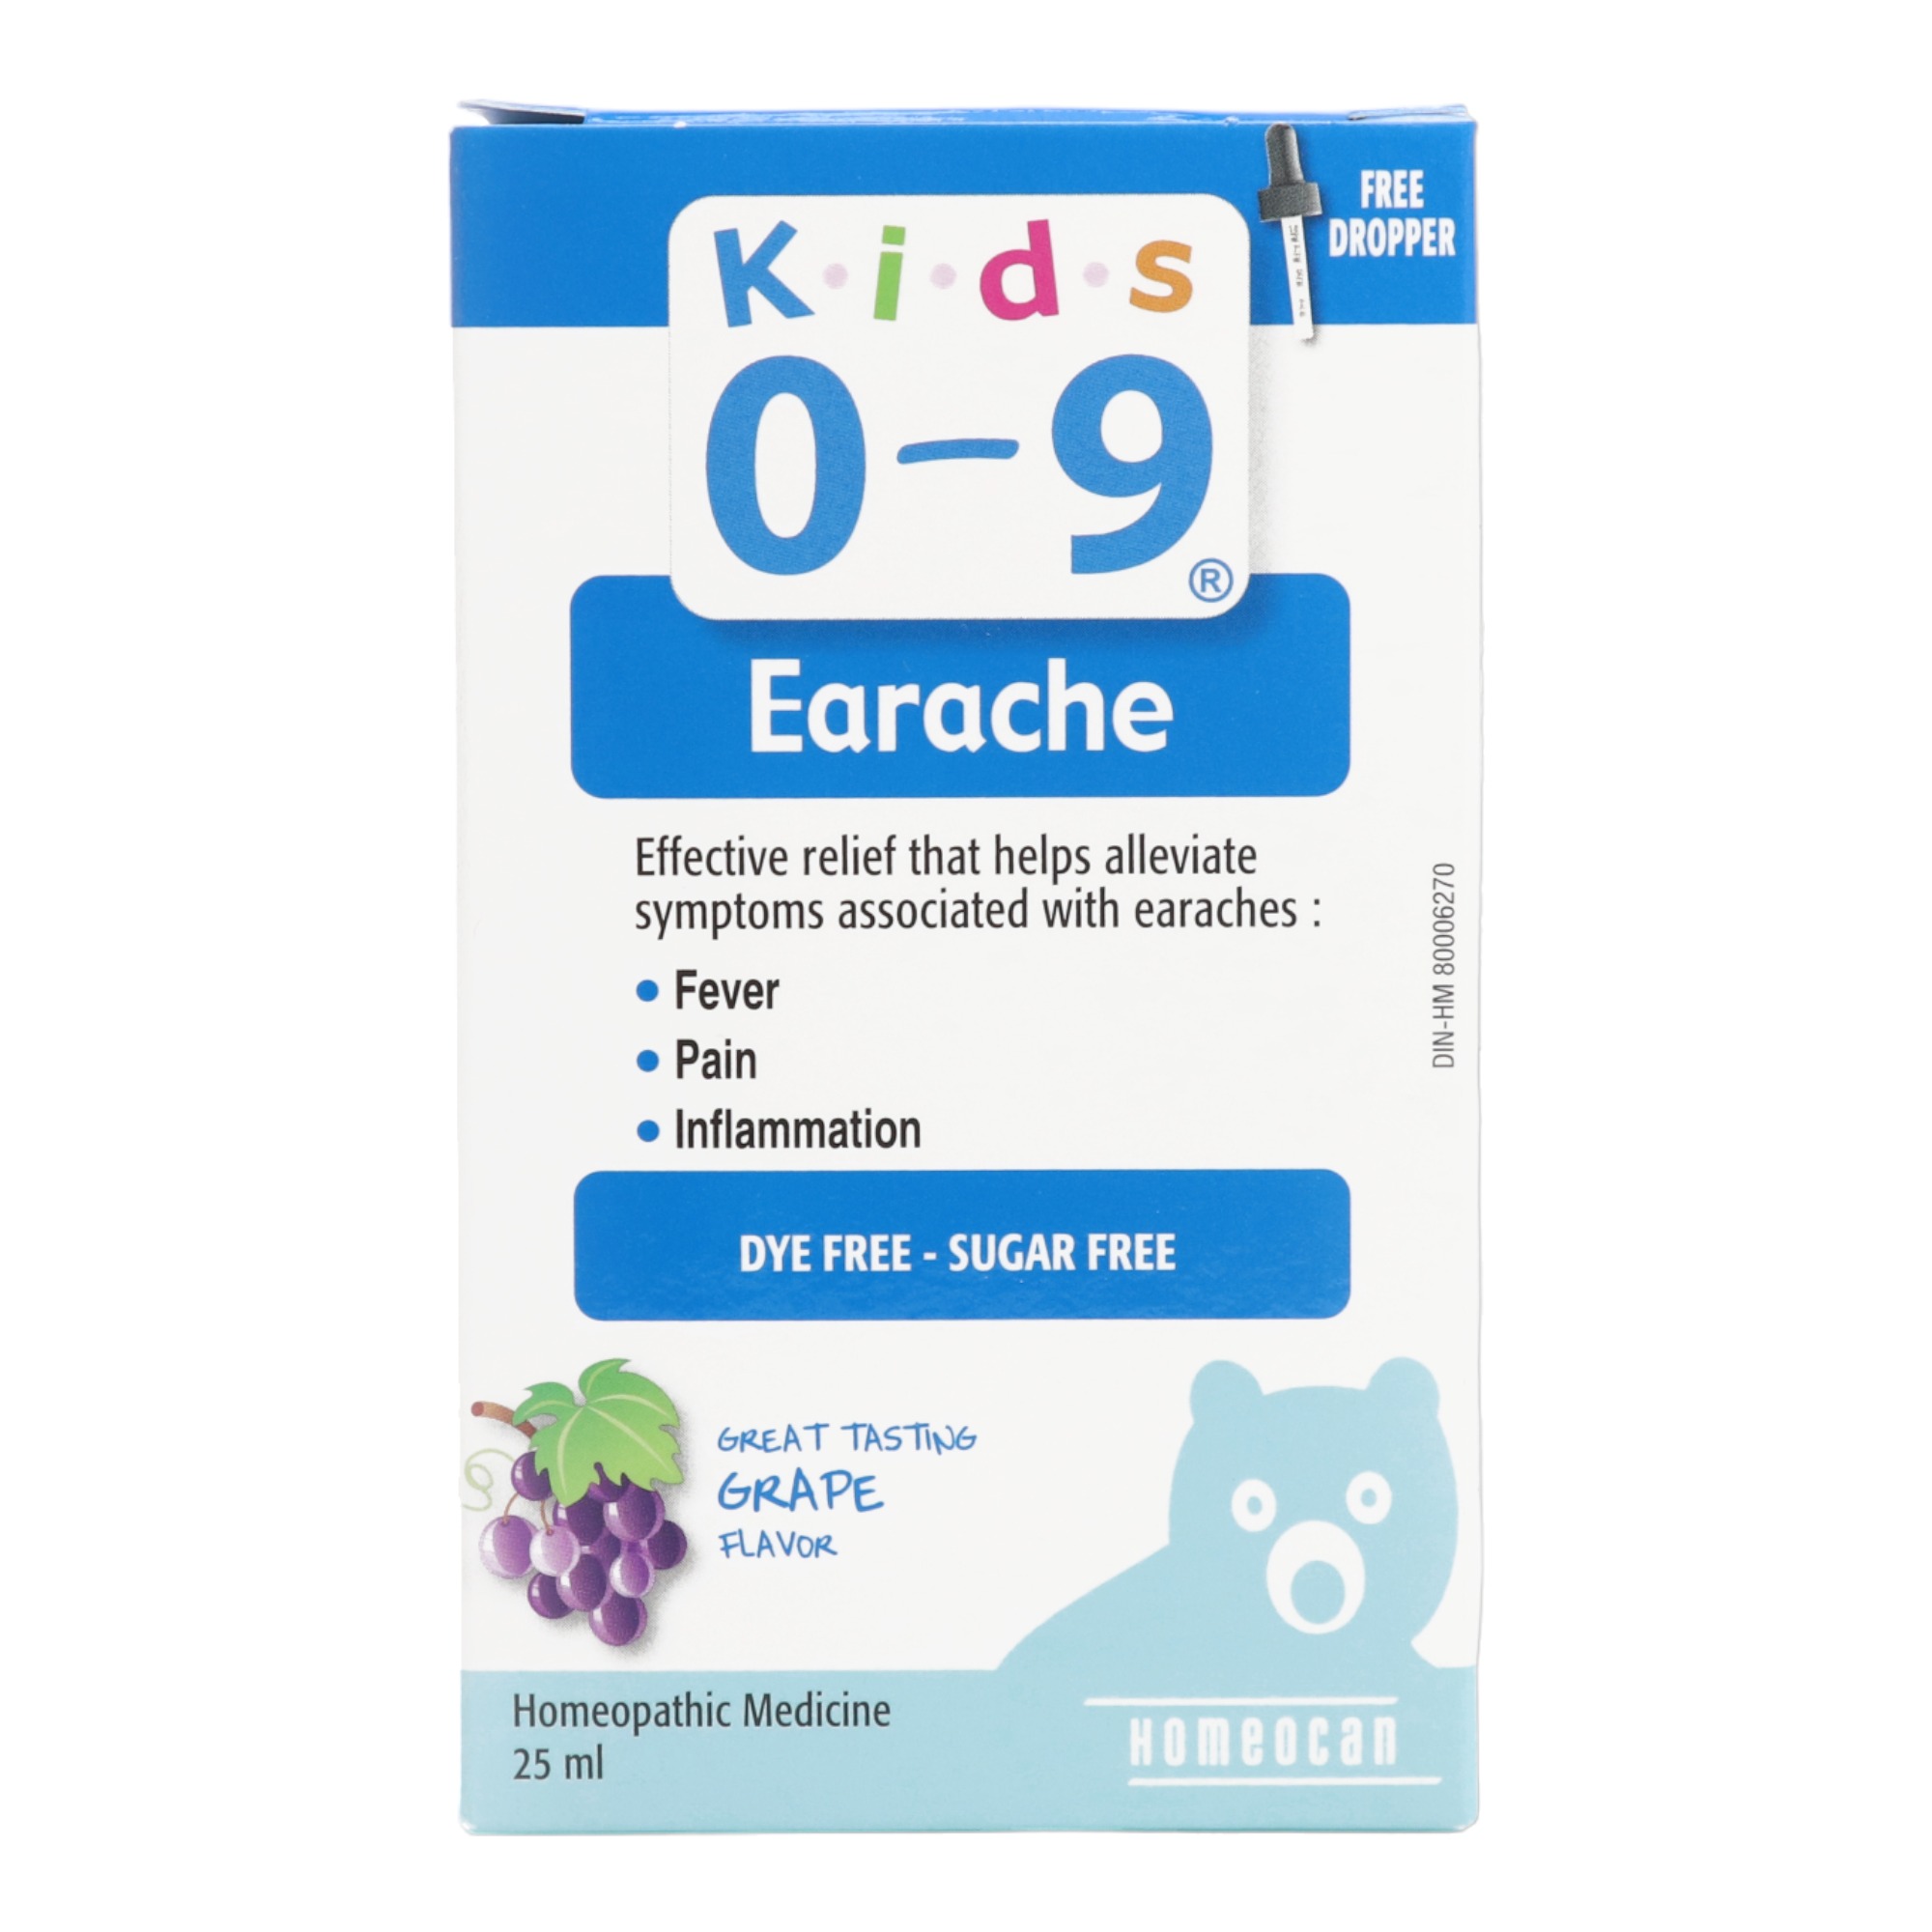 FREE
DROPPER
Kids
0-9®
Earache
Effective relief that helps alleviate
symptoms associated with earaches :
• Fever
• Pain
• Inflammation
DIN-HM 80006270
DYE FREE - SUGAR FREE
GREAT TASTING
GRAPE
FLAVOR
Homeopathic Medicine
25 ml
HOMEOCAN